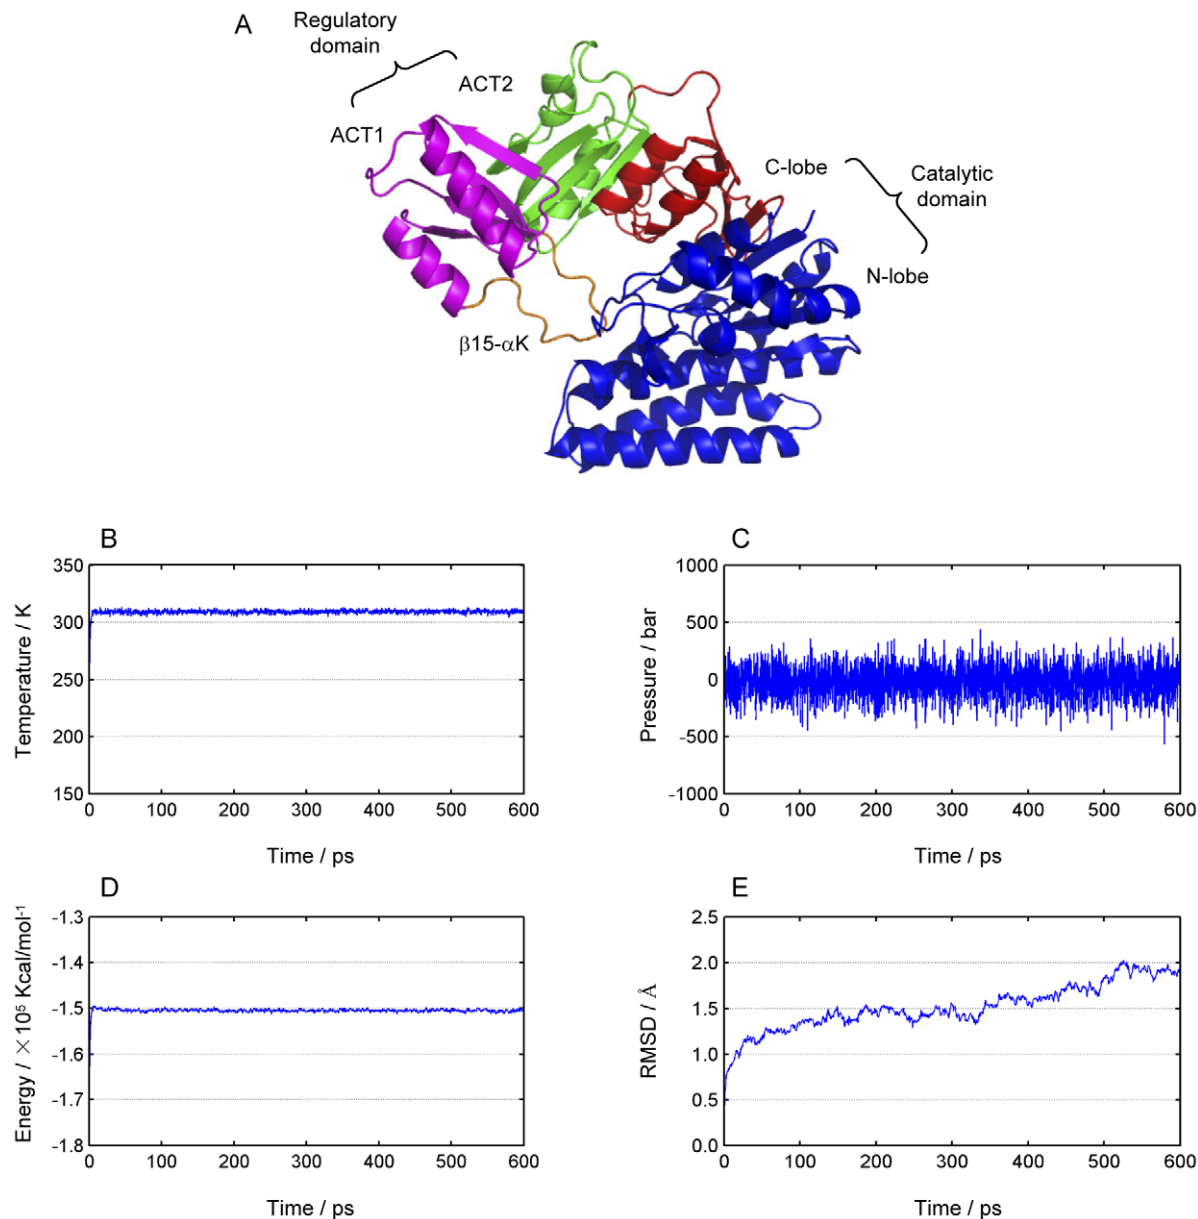 A
Regulatory
domain
ACT2
ACT1
C-lobe
Catalytic
domain
N-lobe
β15-αK
B
350
300
250
200
150
Temperature / K
0 100 200 300 400 500 600
Time / ps
C
1000
500
0
-500
-1000
Pressure / bar
0 100 200 300 400 500 600
Time / ps
D
-1.3
-1.4
-1.5
-1.6
-1.7
-1.8
Energy / ×10⁵ Kcal/mol⁻¹
0 100 200 300 400 500 600
Time / ps
E
2.5
2.0
1.5
1.0
0.5
0.0
RMSD / Å
0 100 200 300 400 500 600
Time / ps